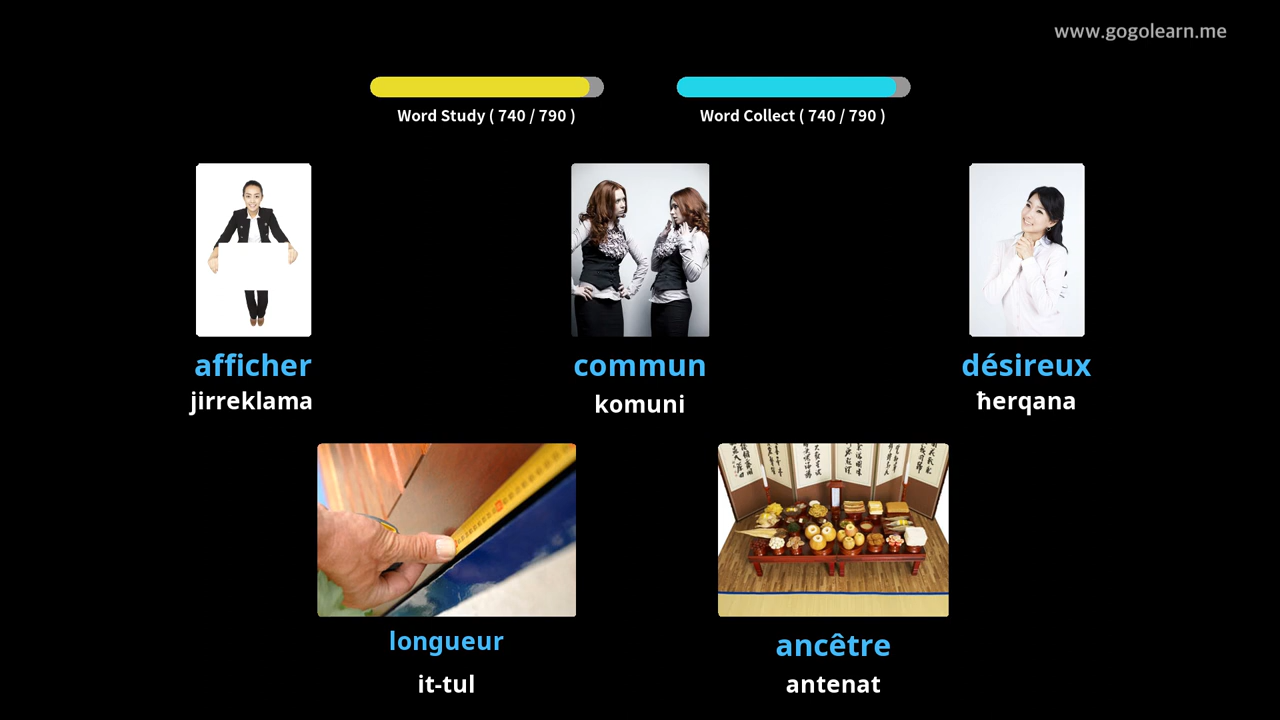 www.gogolearn.me
Word Study ( 740 / 790 )
Word Collect ( 740 / 790 )
afficher
jirreklama
commun
komuni
désireux
ħerqana
longueur
it-tul
ancêtre
antenat